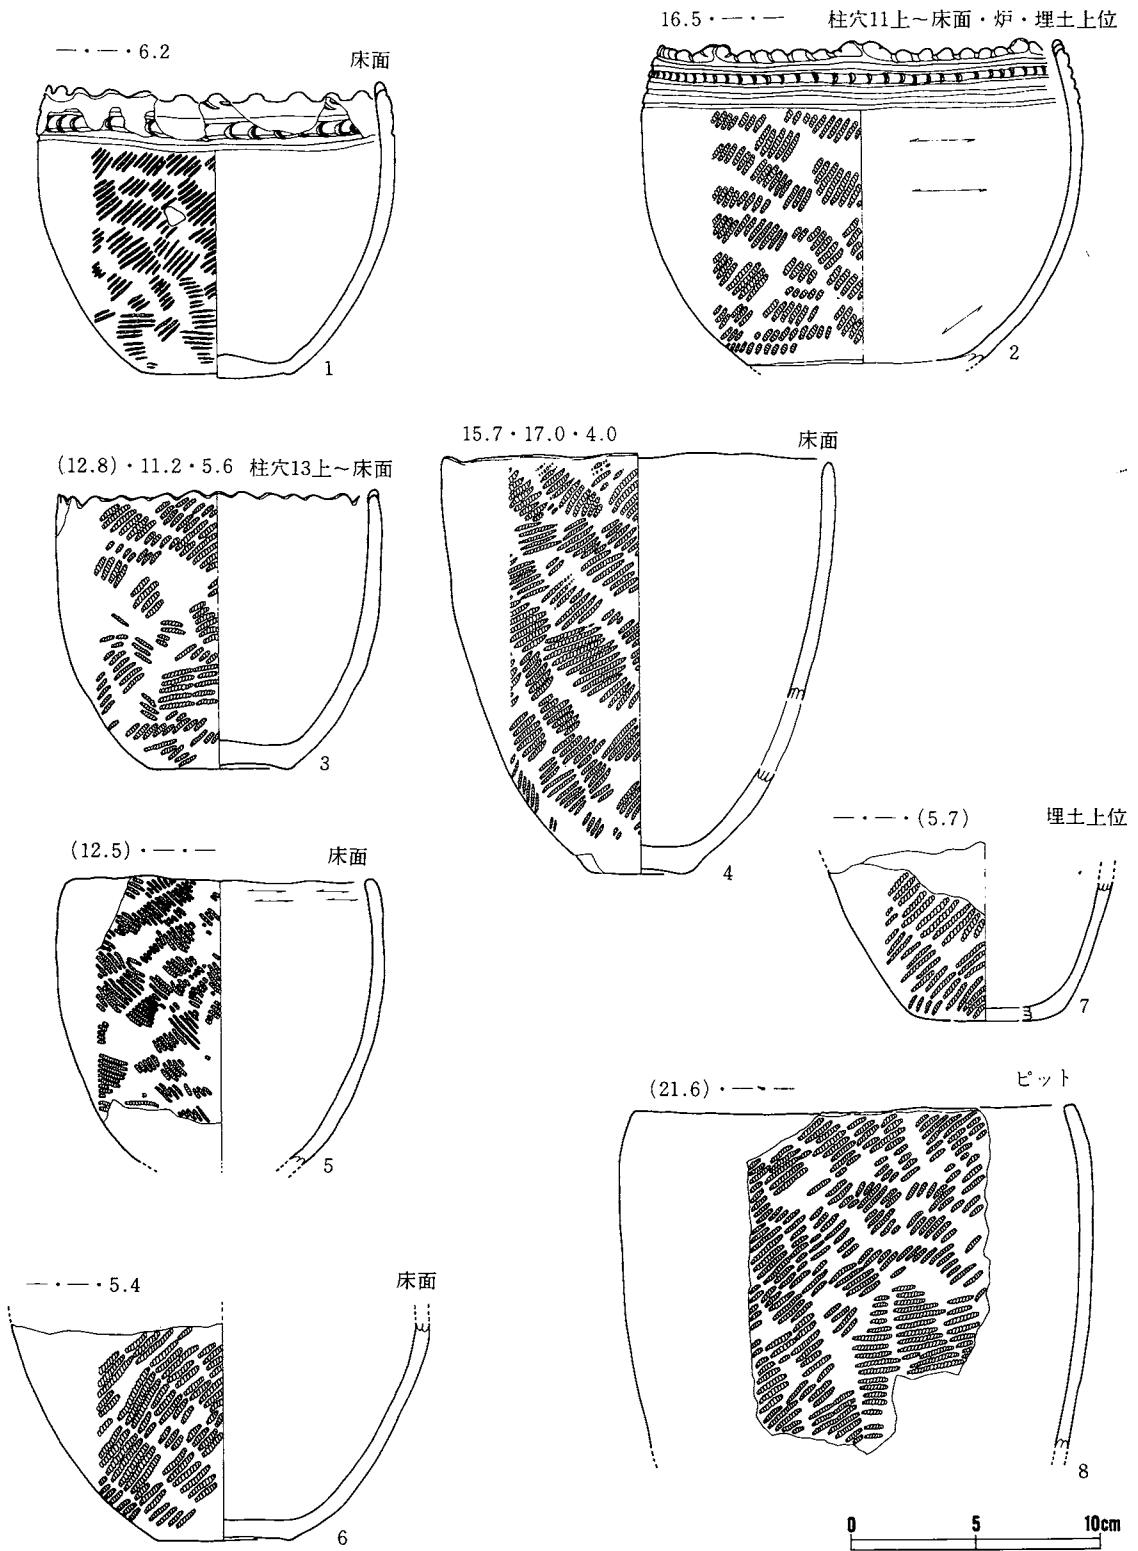 —・—・6.2 床面
1
16.5・—・— 柱穴11上～床面・炉・埋土上位
2
(12.8)・11.2・5.6 柱穴13上～床面
3
15.7・17.0・4.0 床面
4
(12.5)・—・— 床面
5
—・—・5.4 床面
6
—・—・(5.7) 埋土上位
7
(21.6)・—・— ピット
8
0 5 10cm